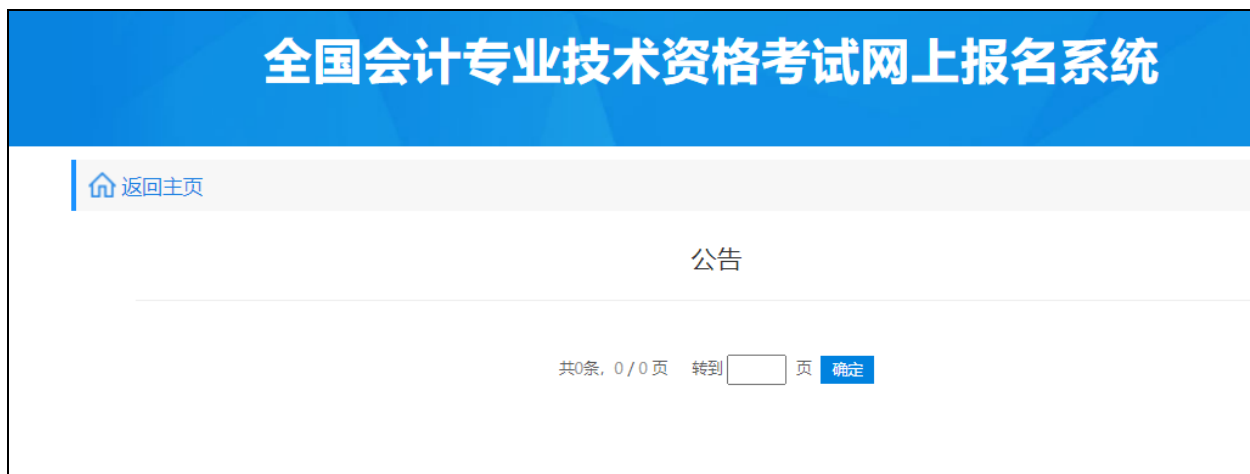 全国会计专业技术资格考试网上报名系统
返回主页
公告
共0条, 0 / 0 页 转到 页 确定